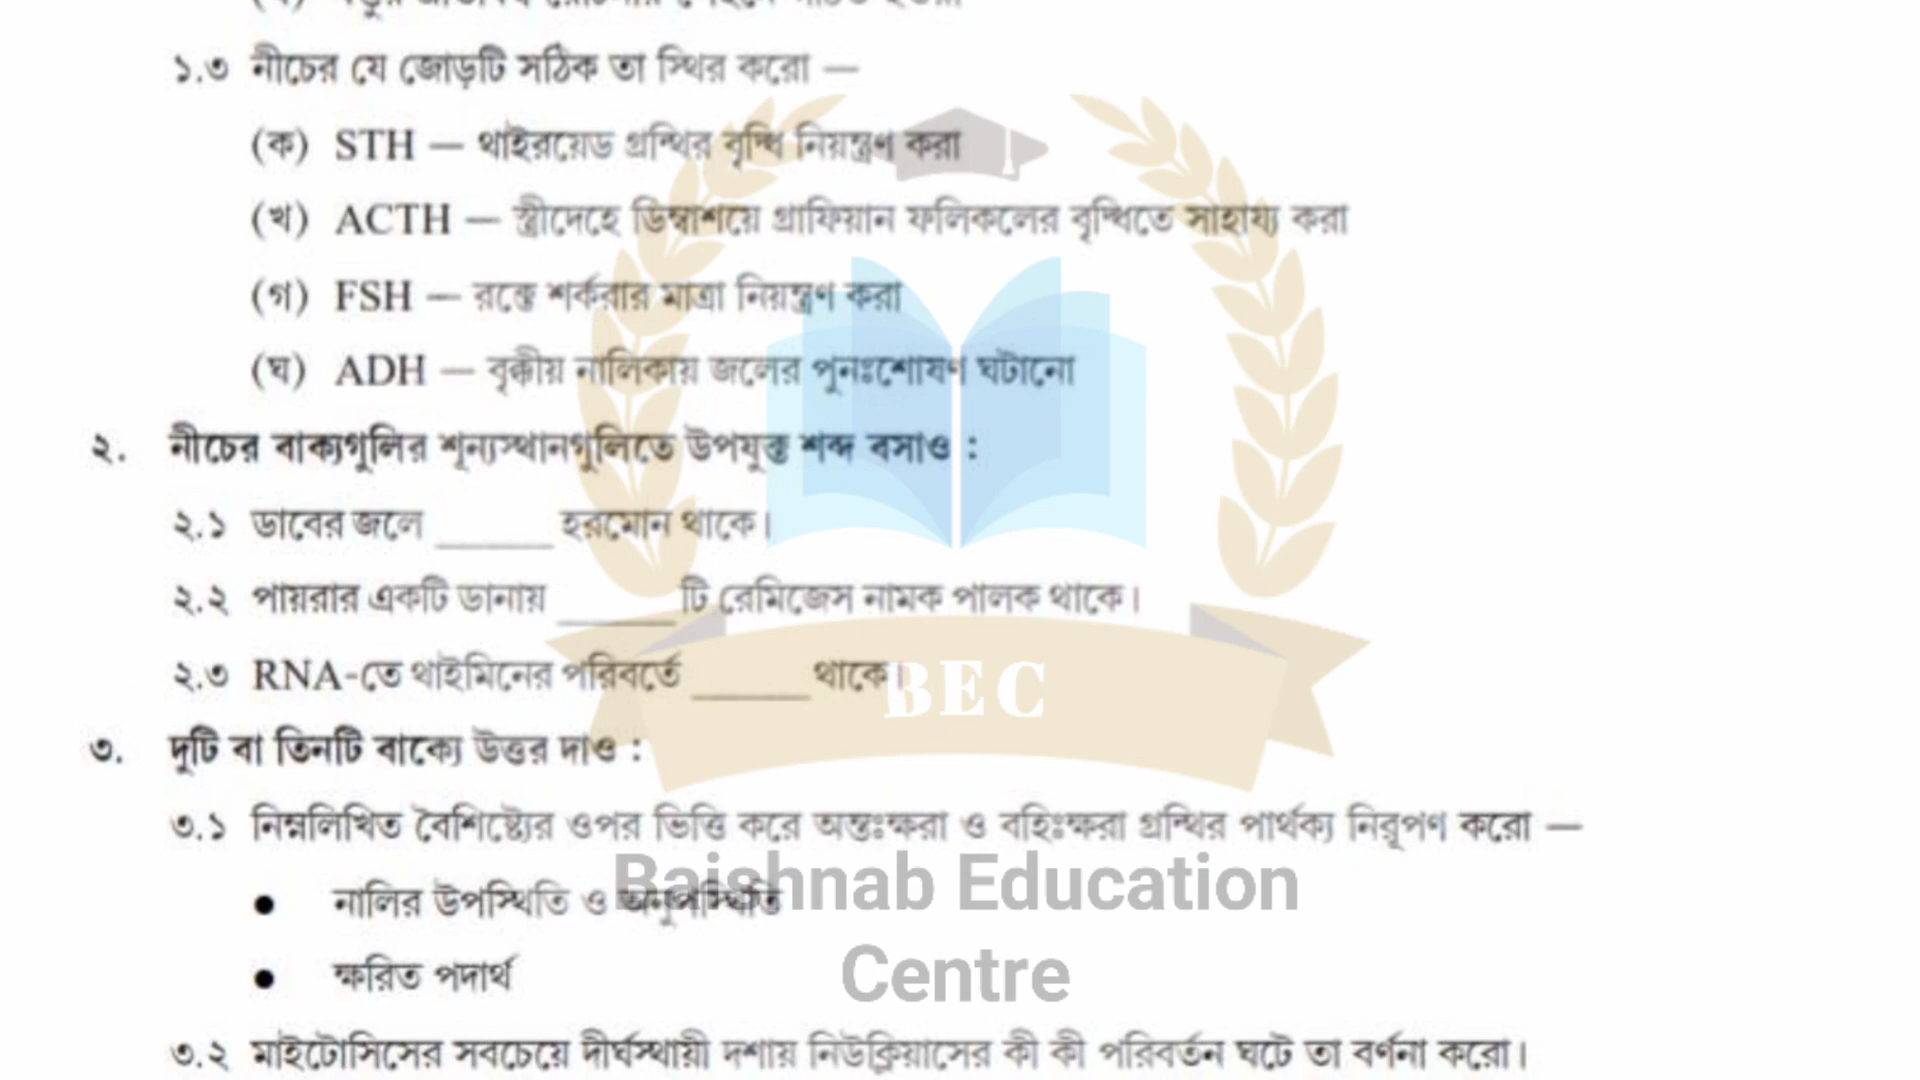 ১.৩ নীচের যে জোড়টি সঠিক তা স্থির করো —
(ক) STH — থাইরয়েড গ্রন্থির বৃদ্ধি নিয়ন্ত্রণ করা
(খ) ACTH — স্ত্রীদেহে ডিম্বাশয়ে গ্রাফিয়ান ফলিকলের বৃদ্ধিতে সাহায্য করা
(গ) FSH — রক্তে শর্করার মাত্রা নিয়ন্ত্রণ করা
(ঘ) ADH — বৃক্কীয় নালিকায় জলের পুনঃশোষণ ঘটানো
২. নীচের বাক্যগুলির শূন্যস্থানগুলিতে উপযুক্ত শব্দ বসাও :
২.১ ডাবের জলে ______ হরমোন থাকে।
২.২ পায়রার একটি ডানায় ______ টি রেমিজেস নামক পালক থাকে।
২.৩ RNA-তে থাইমিনের পরিবর্তে ______ থাকে।
BEC
৩. দুটি বা তিনটি বাক্যে উত্তর দাও :
৩.১ নিম্নলিখিত বৈশিষ্ট্যের ওপর ভিত্তি করে অন্তঃক্ষরা ও বহিঃক্ষরা গ্রন্থির পার্থক্য নিরূপণ করো —
● নালির উপস্থিতি ও অনুপস্থিতি
Baishnab Education
Centre
● ক্ষরিত পদার্থ
৩.২ মাইটোসিসের সবচেয়ে দীর্ঘস্থায়ী দশায় নিউক্লিয়াসের কী কী পরিবর্তন ঘটে তা বর্ণনা করো।